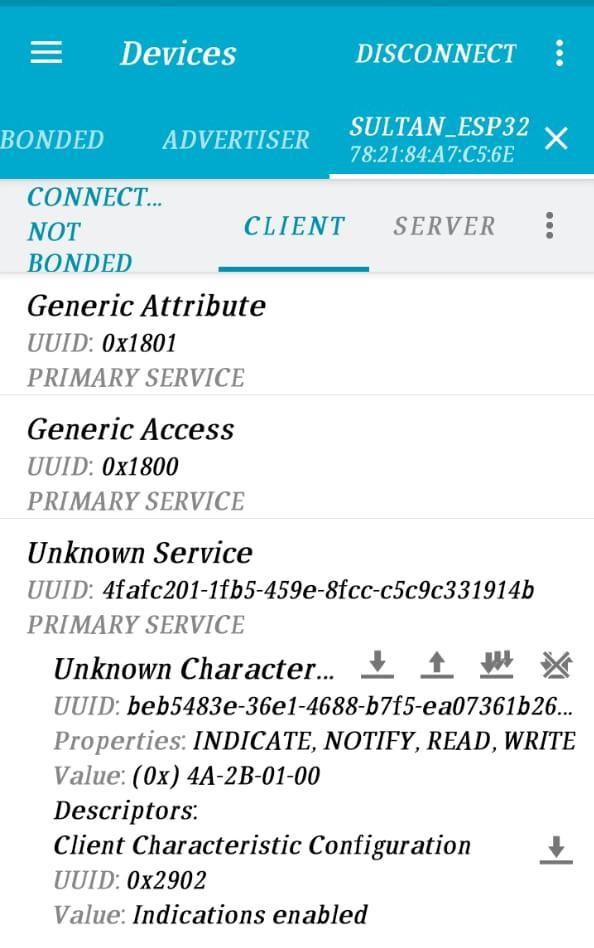 Devices DISCONNECT
BONDED ADVERTISER SULTAN_ESP32
78:21:84:A7:C5:6E
CONNECT...
NOT
BONDED
CLIENT SERVER
Generic Attribute
UUID: 0x1801
PRIMARY SERVICE
Generic Access
UUID: 0x1800
PRIMARY SERVICE
Unknown Service
UUID: 4fafc201-1fb5-459e-8fcc-c5c9c331914b
PRIMARY SERVICE
Unknown Character...
UUID: beb5483e-36e1-4688-b7f5-ea07361b26...
Properties: INDICATE, NOTIFY, READ, WRITE
Value: (0x) 4A-2B-01-00
Descriptors:
Client Characteristic Configuration
UUID: 0x2902
Value: Indications enabled